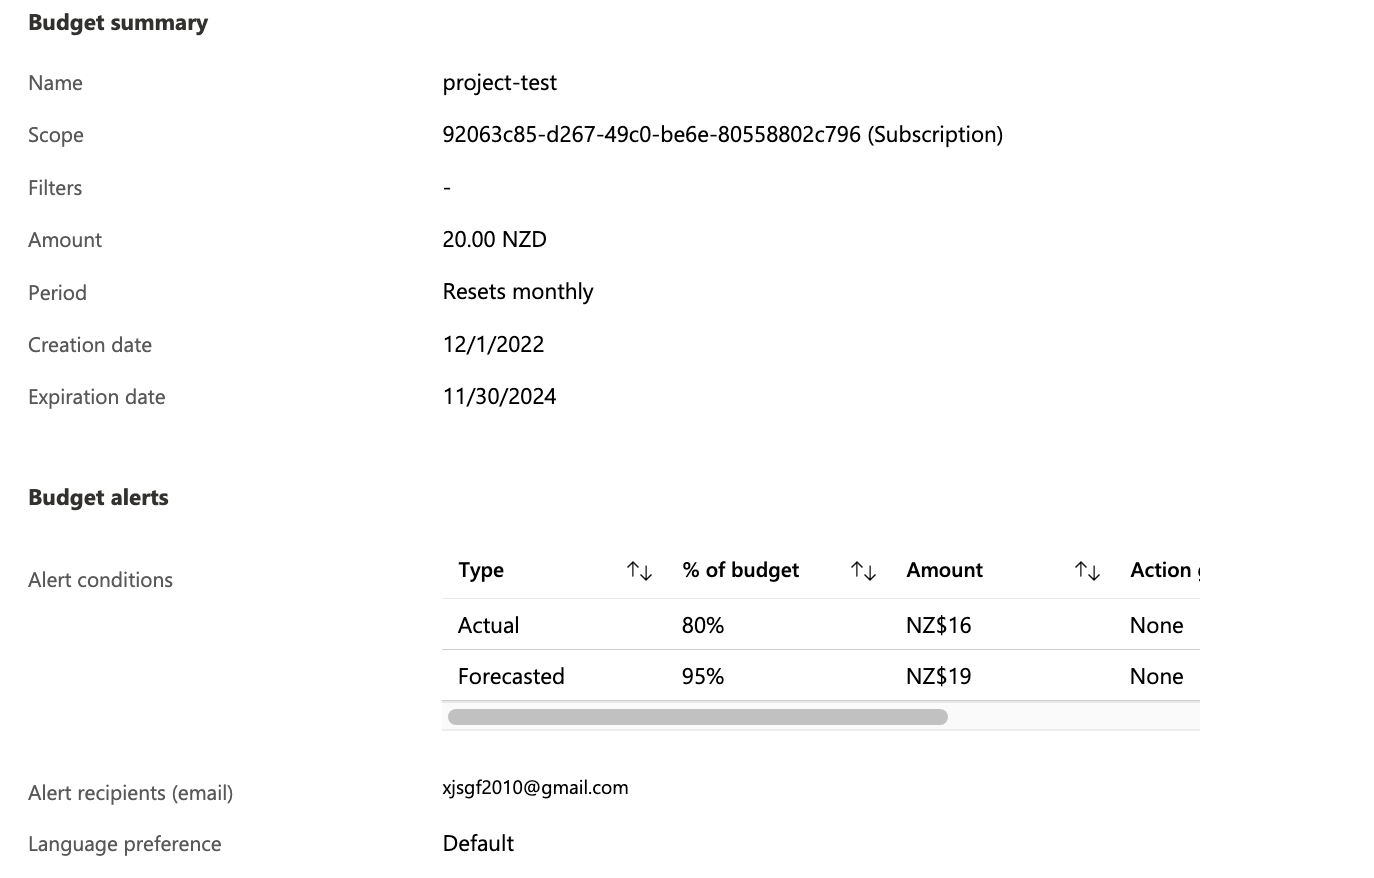 Budget summary
Name project-test
Scope 92063c85-d267-49c0-be6e-80558802c796 (Subscription)
Filters -
Amount 20.00 NZD
Period Resets monthly
Creation date 12/1/2022
Expiration date 11/30/2024
Budget alerts
Alert conditions
Type ↑↓ % of budget ↑↓ Amount ↑↓ Action
Actual 80% NZ$16 None
Forecasted 95% NZ$19 None
Alert recipients (email) xjsgf2010@gmail.com
Language preference Default